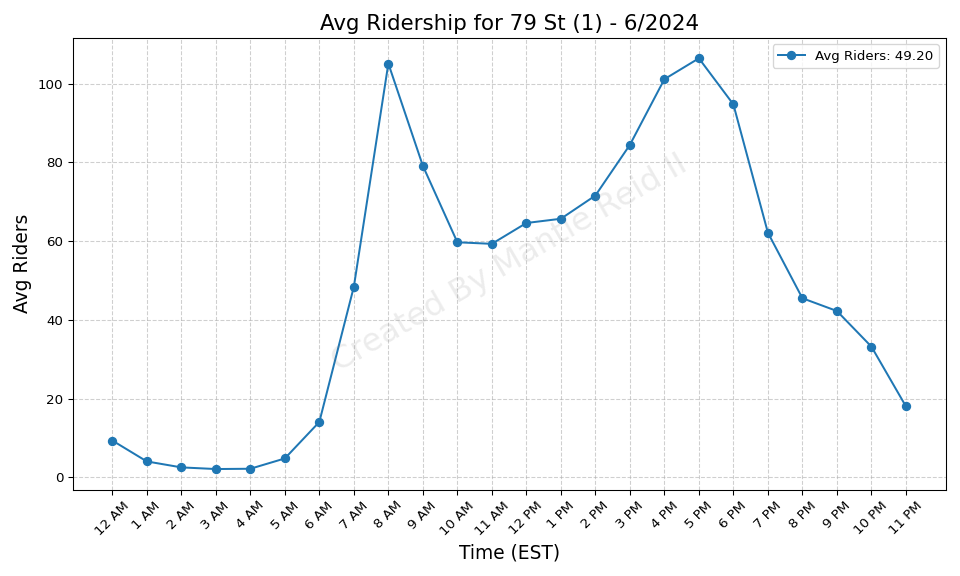 Avg Ridership for 79 St (1) - 6/2024
Avg Riders: 49.20
Avg Riders
100
80
60
40
20
0
Created By Mantle Reid II
12 AM
1 AM
2 AM
3 AM
4 AM
5 AM
6 AM
7 AM
8 AM
9 AM
10 AM
11 AM
12 PM
1 PM
2 PM
3 PM
4 PM
5 PM
6 PM
7 PM
8 PM
9 PM
10 PM
11 PM
Time (EST)